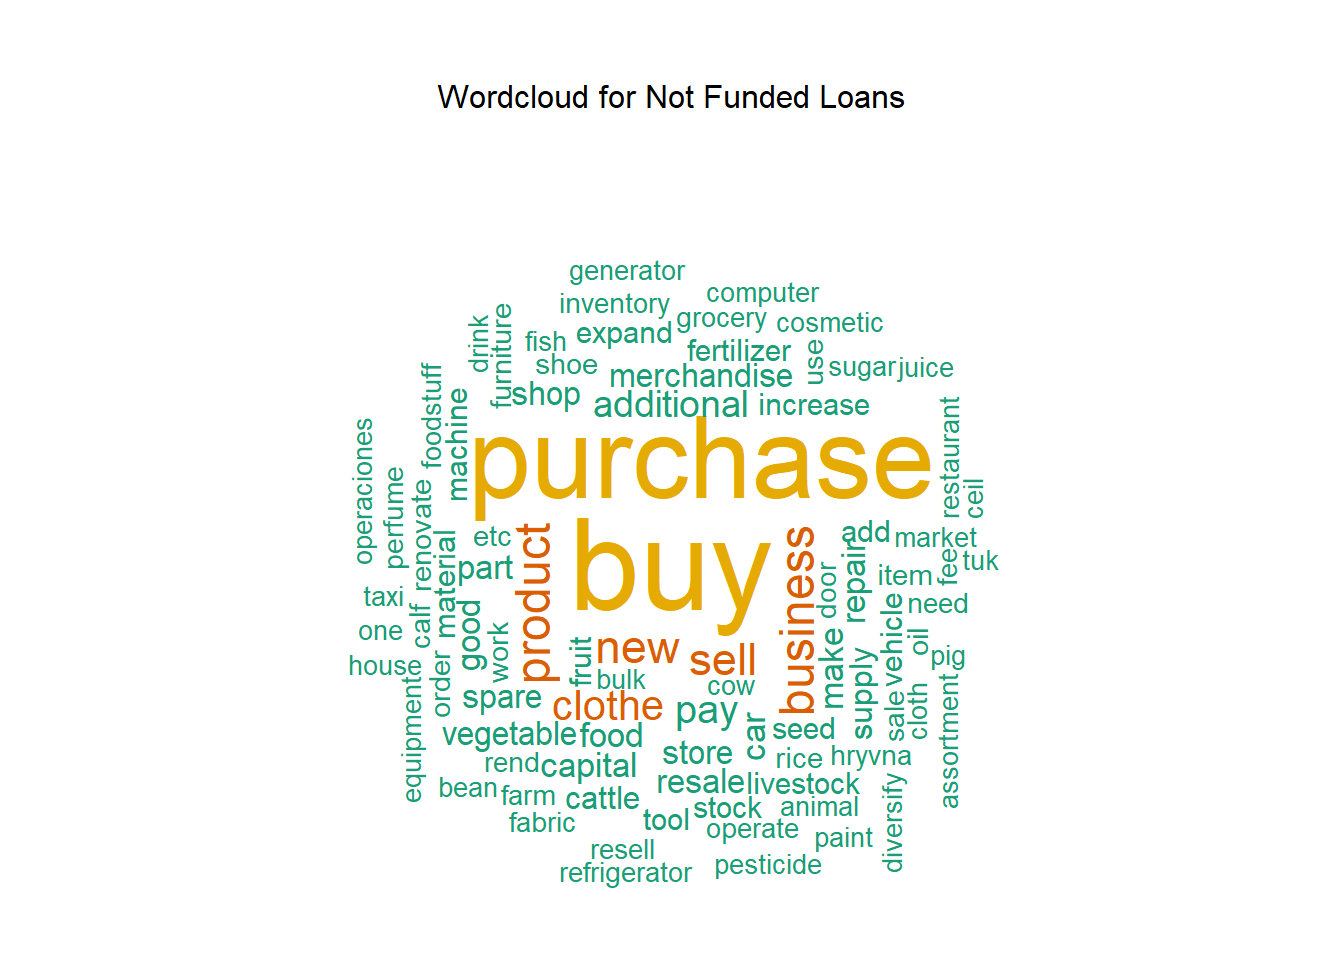 Wordcloud for Not Funded Loans
generator
computer
inventory
grocery
cosmetic
drink
furniture
fish
expand
fertilizer
use
shoe
sugar
juice
merchandise
shop
additional
increase
foodstuff
machine
restaurant
purchase
operaciones
perfume
renovate
ceil
etc
product
buy
business
add
market
material
part
door
repair
item
fee
tuk
taxi
calf
good
need
one
work
fruit
new
sell
make
vehicle
oil
pig
house
order
bulk
cow
supply
sale
cloth
equipmente
spare
clothe
pay
car
seed
assortment
vegetable
food
store
rice
hryvna
rend
capital
resale
livestock
bean
farm
cattle
stock
animal
diversify
fabric
tool
operate
paint
resell
pesticide
refrigerator